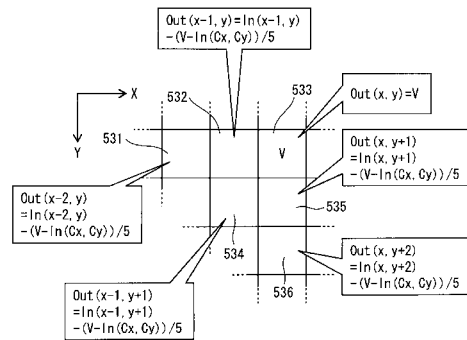 Out(x-1, y)=In(x-1, y)
-(V-In(Cx, Cy))/5
X
Y
532
533
Out(x, y)=V
531
V
Out(x, y+1)
=In(x, y+1)
-(V-In(Cx, Cy))/5
Out(x-2, y)
=In(x-2, y)
-(V-In(Cx, Cy))/5
535
534
536
Out(x-1, y+1)
=In(x-1, y+1)
-(V-In(Cx, Cy))/5
Out(x, y+2)
=In(x, y+2)
-(V-In(Cx, Cy))/5